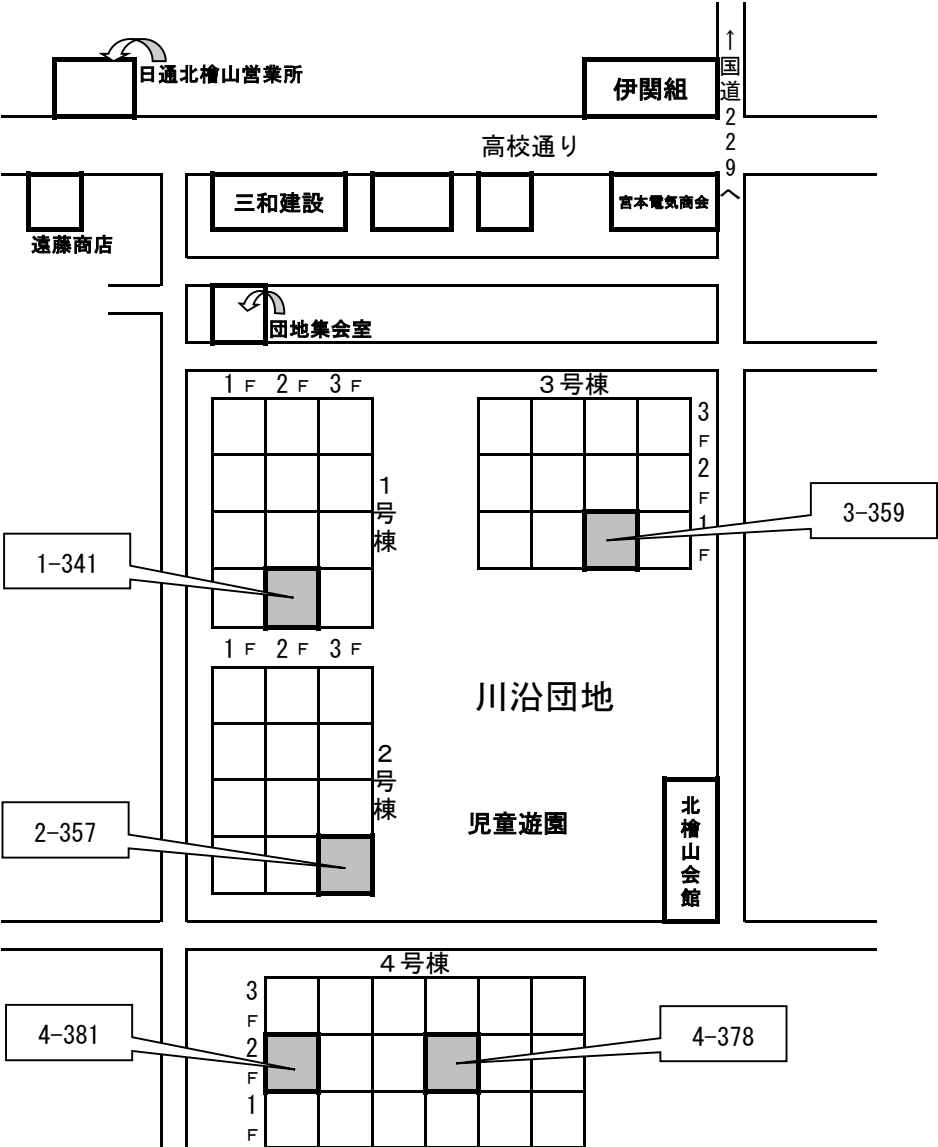 ↑国道229へ
日通北檜山営業所
伊関組
高校通り
三和建設
宮本電気商会
遠藤商店
団地集会室
1F 2F 3F
3号棟
3F
2F
1F
1号棟
3-359
1-341
1F 2F 3F
川沿団地
2号棟
児童遊園
北檜山会館
2-357
4号棟
3F
2F
1F
4-381
4-378